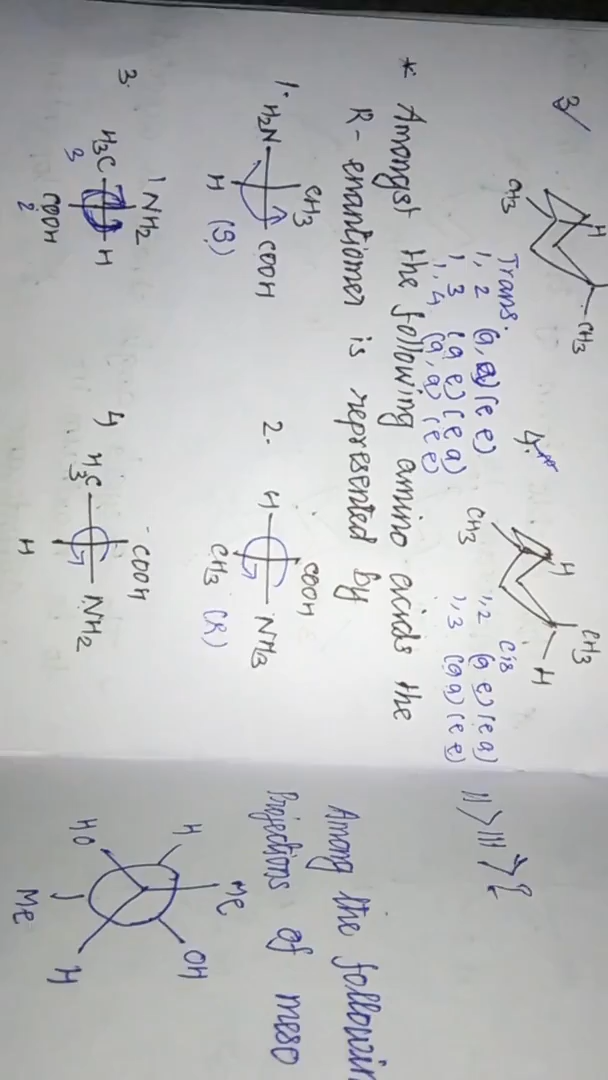 3/
H
CH3
CH3
Trans.
1, 2 (a, a) (e e)
1, 3 (a e) (e a)
1, 4 (a, a) (e e)
4.
H
CH3
CH3
H
Cis
1,2 (a e) (e a)
1,3 (a a) (e e)
II > III >
* Amongst the following amino acids the
R- enantiomer is represented by
1. H2N CH3 COOH H (S)
2. H COOH NH3 CH3 (R)
3. H3C 3 1 NH2 H COOH 2
4) H3C COOH NH2 H
Among the followin
Projections of meso
H
Me
HO
OH
Me
H